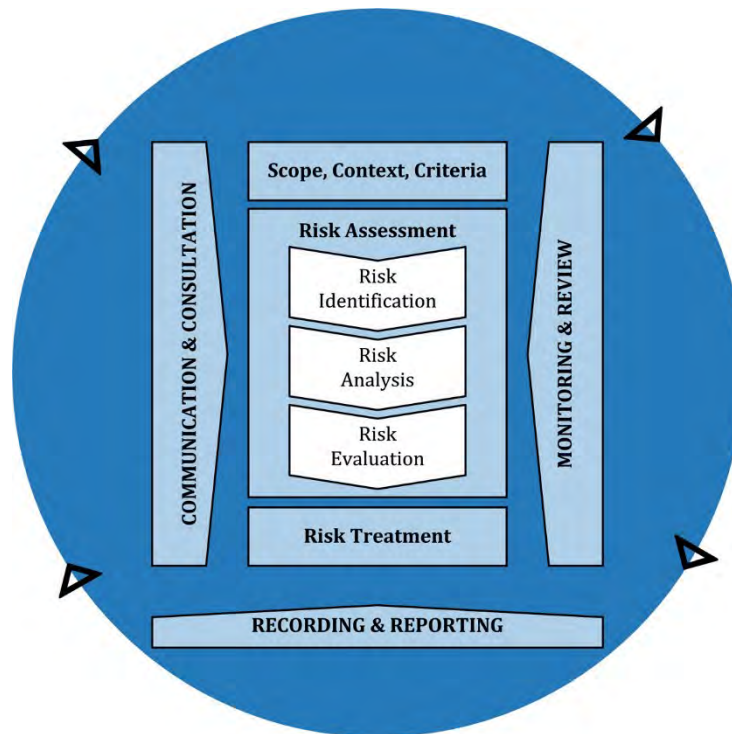 Scope, Context, Criteria
COMMUNICATION & CONSULTATION
Risk Assessment
Risk
Identification
Risk
Analysis
Risk
Evaluation
MONITORING & REVIEW
Risk Treatment
RECORDING & REPORTING